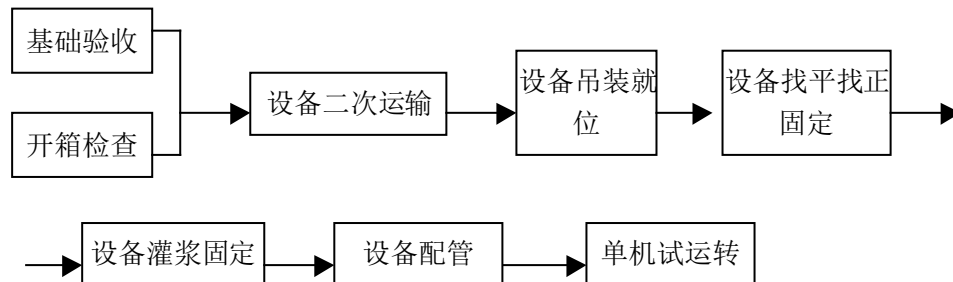 基础验收
开箱检查
设备二次运输
设备吊装就
位
设备找平找正
固定
设备灌浆固定
设备配管
单机试运转